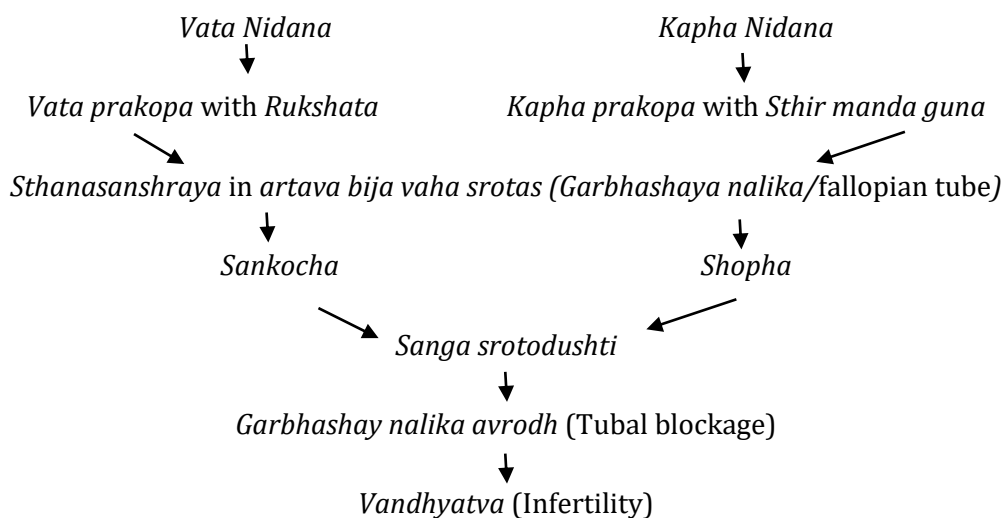 Vata Nidana
Kapha Nidana
Vata prakopa with Rukshata
Kapha prakopa with Sthir manda guna
Sthanasanshraya in artava bija vaha srotas (Garbhashaya nalika/fallopian tube)
Sankocha
Shopha
Sanga srotodushti
Garbhashay nalika avrodh (Tubal blockage)
Vandhyatva (Infertility)